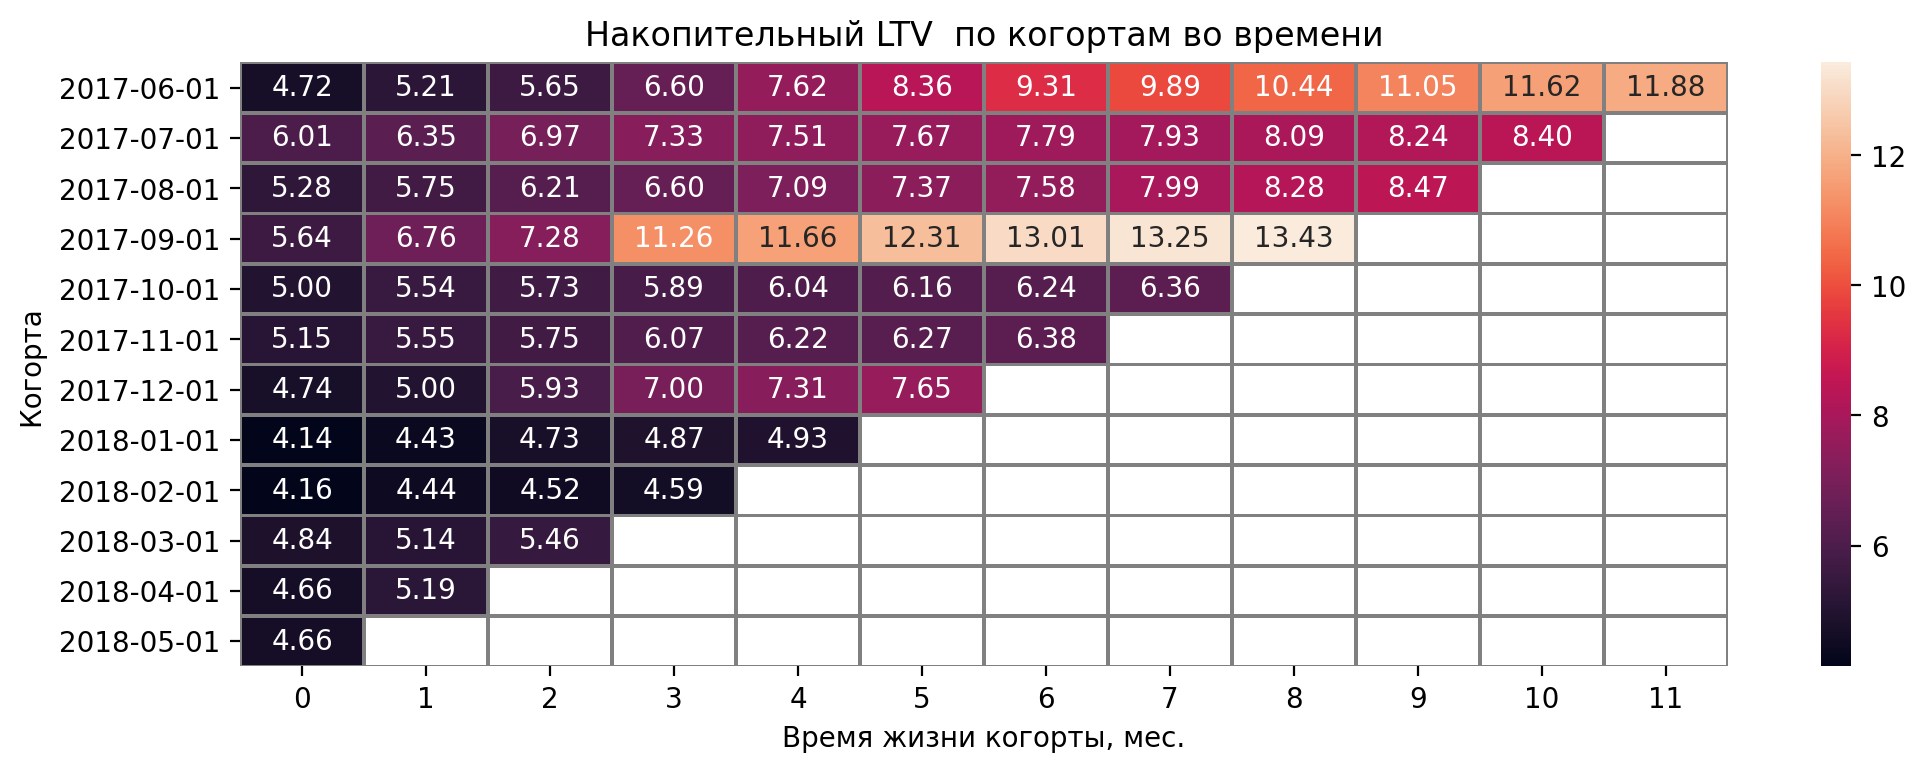 Накопительный LTV  по когортам во времени
2017-06-01 4.72 5.21 5.65 6.60 7.62 8.36 9.31 9.89 10.44 11.05 11.62 11.88
2017-07-01 6.01 6.35 6.97 7.33 7.51 7.67 7.79 7.93 8.09 8.24 8.40
2017-08-01 5.28 5.75 6.21 6.60 7.09 7.37 7.58 7.99 8.28 8.47
2017-09-01 5.64 6.76 7.28 11.26 11.66 12.31 13.01 13.25 13.43
2017-10-01 5.00 5.54 5.73 5.89 6.04 6.16 6.24 6.36
2017-11-01 5.15 5.55 5.75 6.07 6.22 6.27 6.38
2017-12-01 4.74 5.00 5.93 7.00 7.31 7.65
2018-01-01 4.14 4.43 4.73 4.87 4.93
2018-02-01 4.16 4.44 4.52 4.59
2018-03-01 4.84 5.14 5.46
2018-04-01 4.66 5.19
2018-05-01 4.66
0 1 2 3 4 5 6 7 8 9 10 11
Время жизни когорты, мес.
Когорта
12
10
8
6